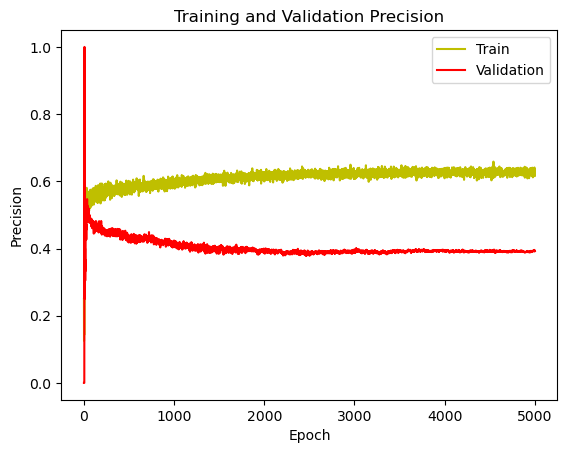 Training and Validation Precision
Train
Validation
Precision
1.0
0.8
0.6
0.4
0.2
0.0
0 1000 2000 3000 4000 5000
Epoch